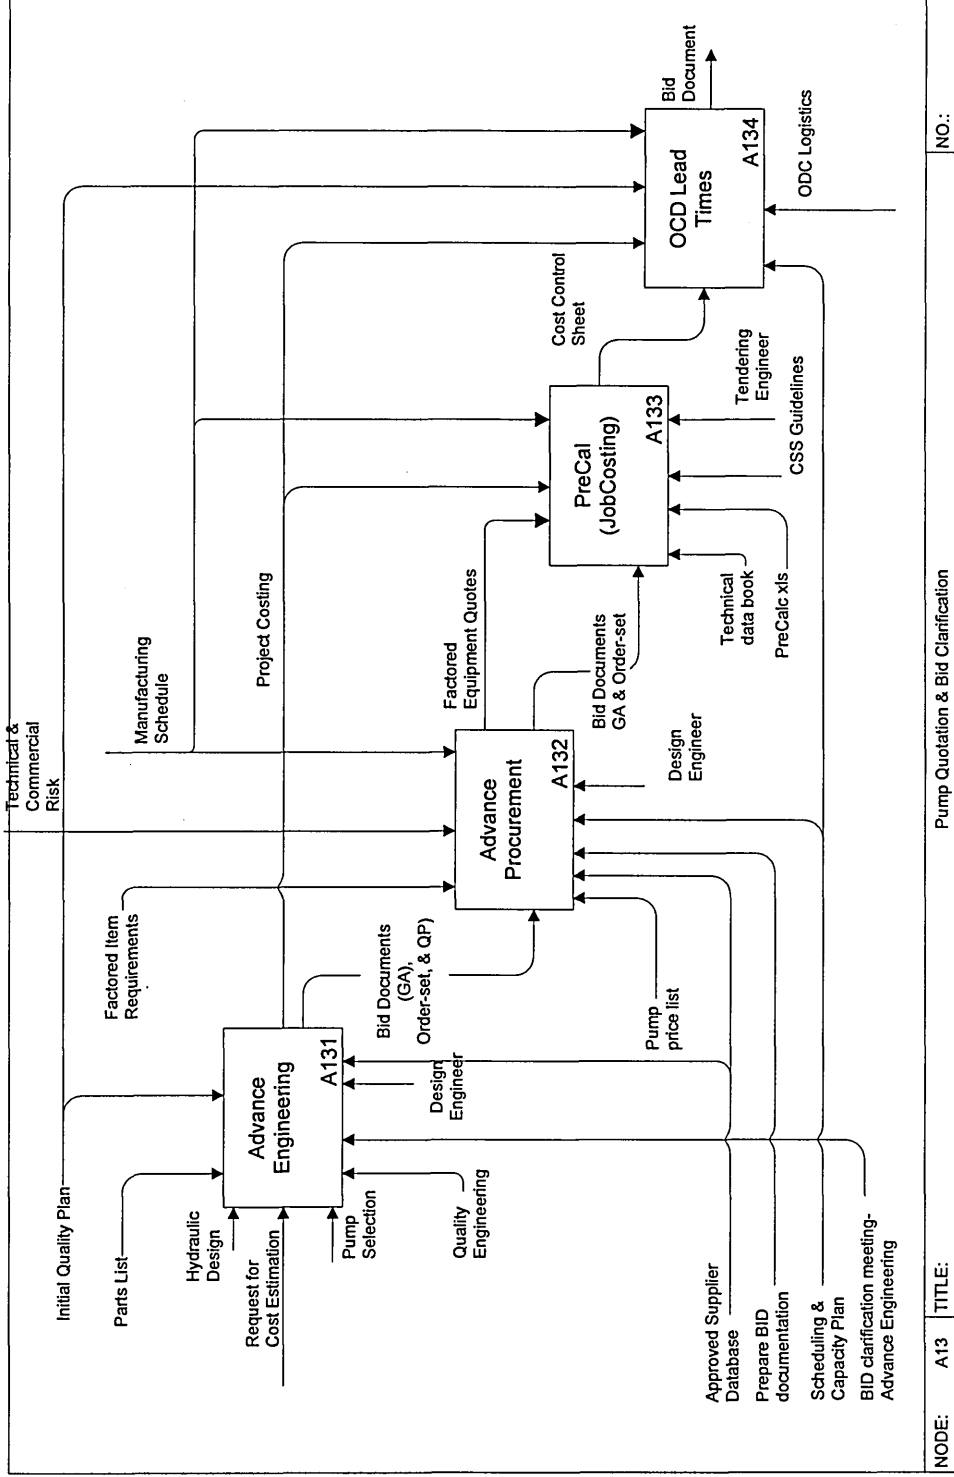 Technical &
Commercial
Risk
Initial Quality Plan
Parts List
Factored Item
Requirements
Manufacturing
Schedule
Project Costing
Hydraulic
Design
Request for
Cost Estimation
Pump
Selection
Advance
Engineering
A131
Quality
Engineering
Design
Engineer
Bid Documents
(GA),
Order-set, & QP)
Advance
Procurement
A132
Factored
Equipment Quotes
Bid Documents
GA & Order-set
Design
Engineer
Pump
price list
PreCal
(JobCosting)
A133
Cost Control
Sheet
Technical
data book
PreCalc xls
CSS Guidelines
Tendering
Engineer
OCD Lead
Times
A134
Bid
Document
ODC Logistics
Approved Supplier
Database
Prepare BID
documentation
Scheduling &
Capacity Plan
BID clarification meeting-
Advance Engineering
NODE: A13 TITLE: Pump Quotation & Bid Clarification NO.: